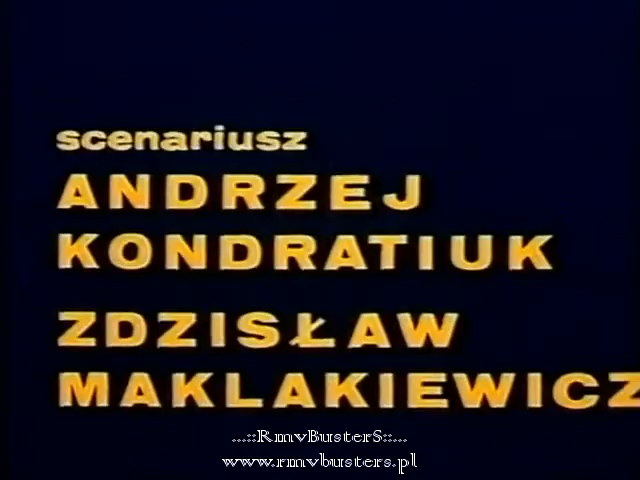 scenariusz
ANDRZEJ
KONDRATIUK
ZDZISŁAW
MAKLAKIEWICZ
...::RmvBusterS::...
www.rmvbusters.pl